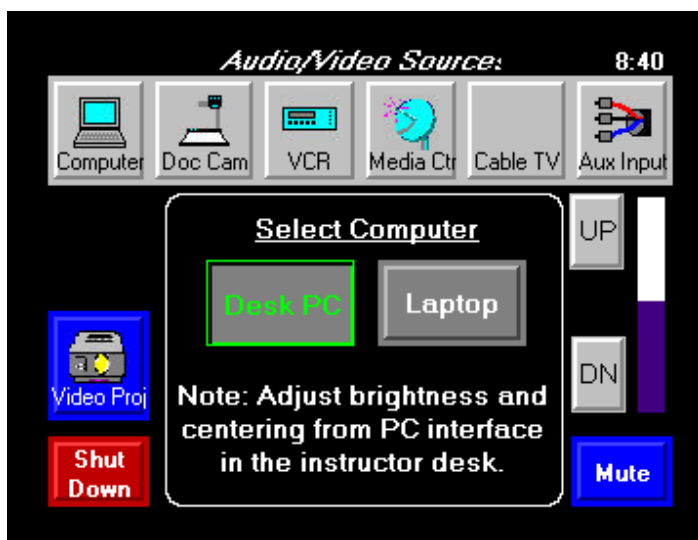 Audio/Video Source:
8:40
Computer
Doc Cam
VCR
Media Ctr
Cable TV
Aux Input
Select Computer
UP
Desk PC
Laptop
Video Proj
DN
Note: Adjust brightness and
centering from PC interface
in the instructor desk.
Shut
Down
Mute